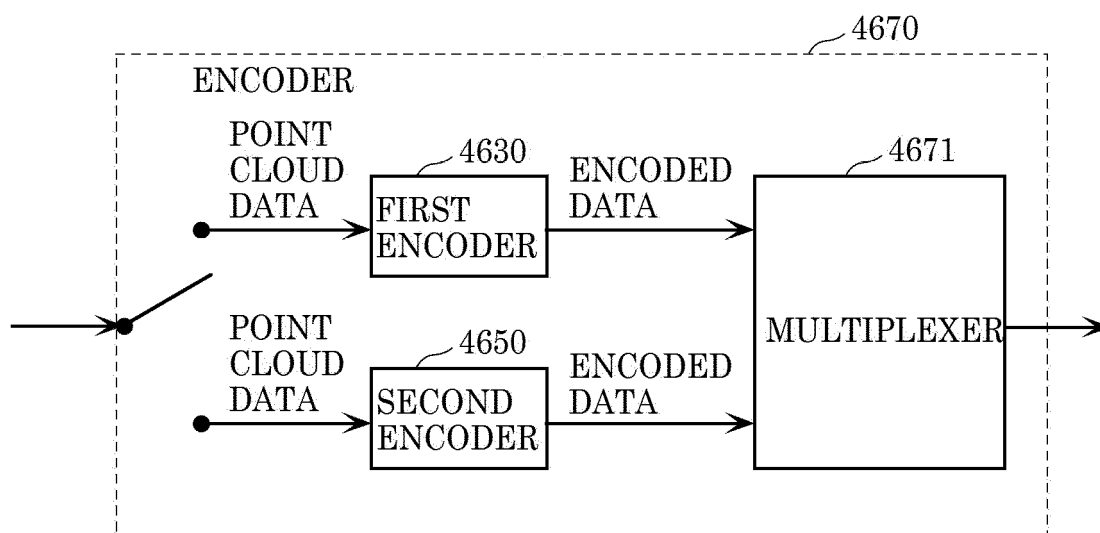 4670
ENCODER
POINT
CLOUD
DATA
4630
FIRST
ENCODER
ENCODED
DATA
4671
MULTIPLEXER
POINT
CLOUD
DATA
4650
SECOND
ENCODER
ENCODED
DATA